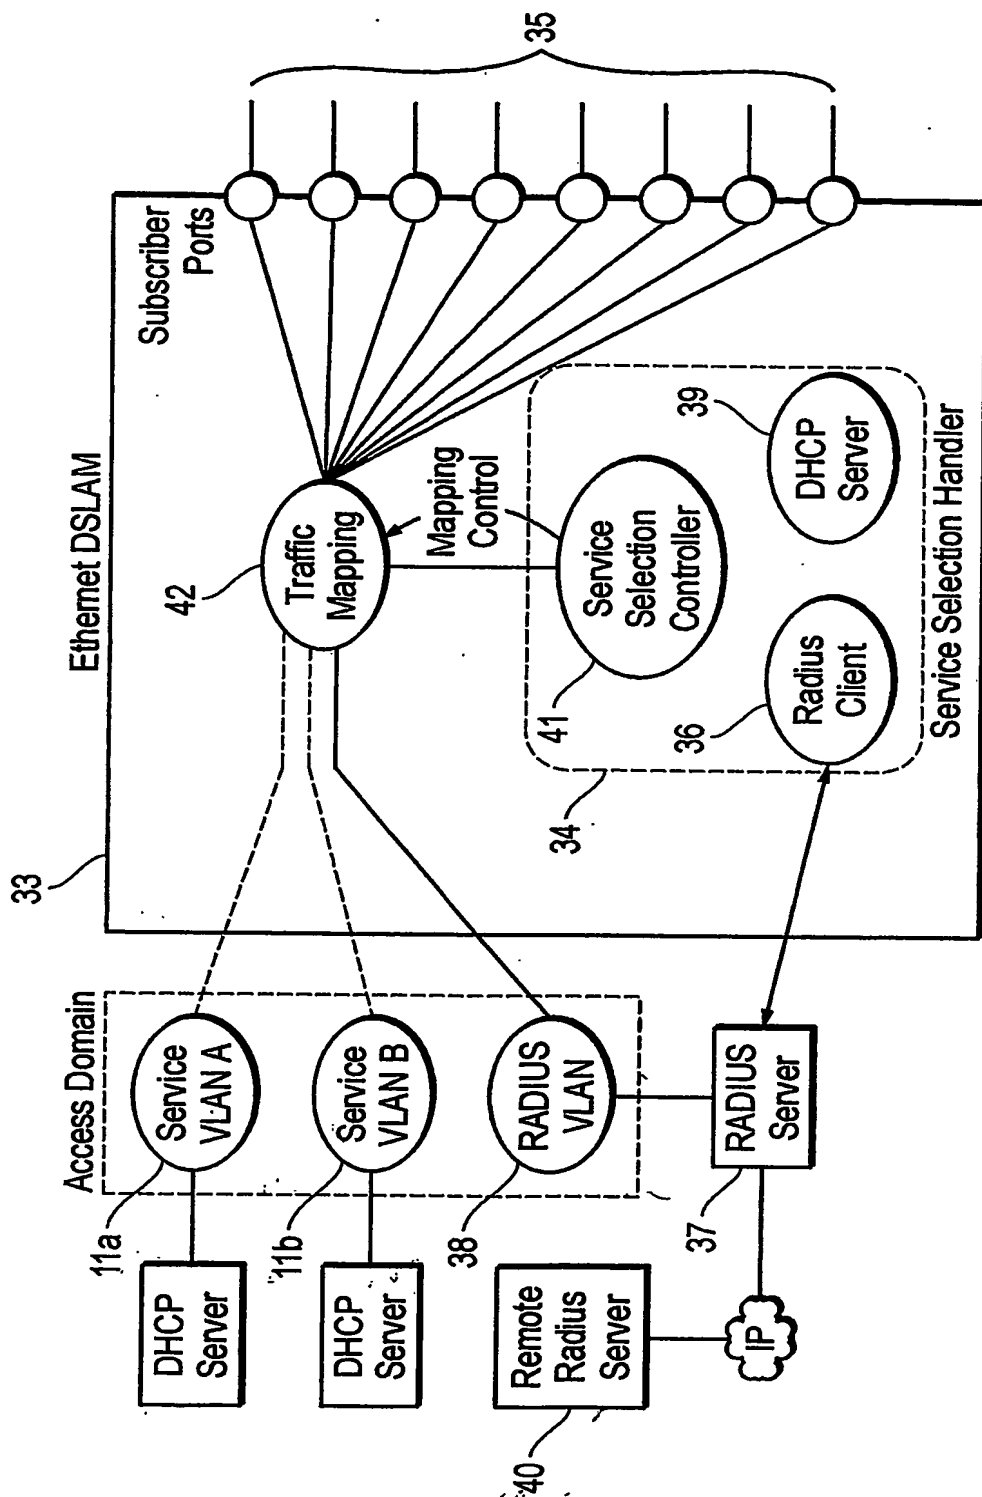 33
Ethernet DSLAM
Access Domain
DHCP
Server
11a
Service
VLAN A
DHCP
Server
11b
Service
VLAN B
Remote
Radius
Server
40
38
RADIUS
VLAN
IP
37
RADIUS
Server
42
Traffic
Mapping
Mapping
Control
Subscriber
Ports
35
34
41
Service
Selection
Controller
36
Radius
Client
39
DHCP
Server
Service Selection Handler